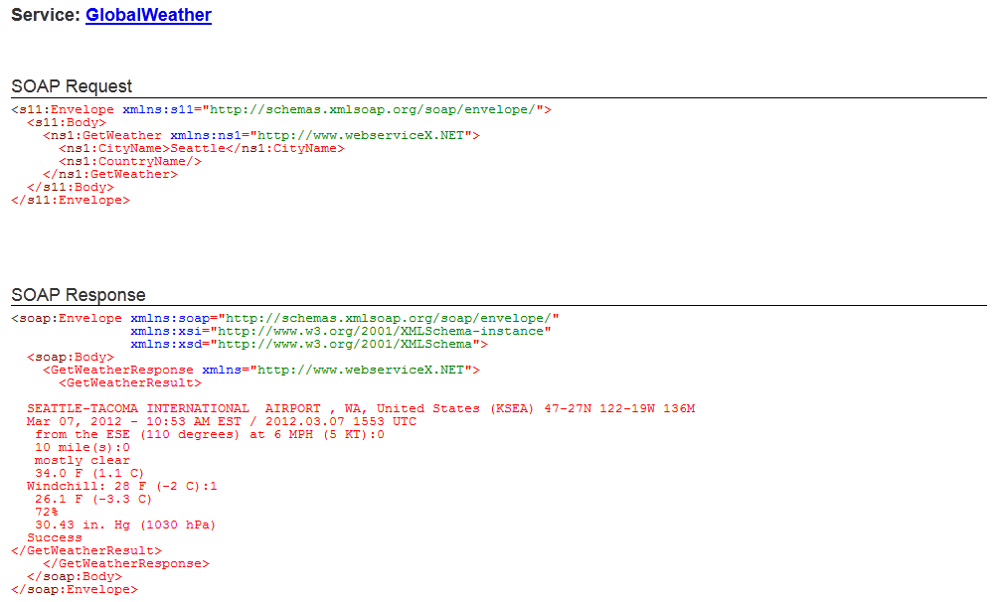 Service: GlobalWeather
SOAP Request
<s11:Envelope xmlns:s11="http://schemas.xmlsoap.org/soap/envelope/">
  <s11:Body>
    <ns1:GetWeather xmlns:ns1="http://www.webserviceX.NET">
      <ns1:CityName>Seattle</ns1:CityName>
      <ns1:CountryName/>
    </ns1:GetWeather>
  </s11:Body>
</s11:Envelope>
SOAP Response
<soap:Envelope xmlns:soap="http://schemas.xmlsoap.org/soap/envelope/"
               xmlns:xsi="http://www.w3.org/2001/XMLSchema-instance"
               xmlns:xsd="http://www.w3.org/2001/XMLSchema">
  <soap:Body>
    <GetWeatherResponse xmlns="http://www.webserviceX.NET">
      <GetWeatherResult>
  SEATTLE-TACOMA INTERNATIONAL  AIRPORT , WA, United States (KSEA) 47-27N 122-19W 136M
  Mar 07, 2012 - 10:53 AM EST / 2012.03.07 1553 UTC
   from the ESE (110 degrees) at 6 MPH (5 KT):0
   10 mile(s):0
   mostly clear
   34.0 F (1.1 C)
  Windchill: 28 F (-2 C):1
   26.1 F (-3.3 C)
   72%
   30.43 in. Hg (1030 hPa)
  Success
</GetWeatherResult>
    </GetWeatherResponse>
  </soap:Body>
</soap:Envelope>